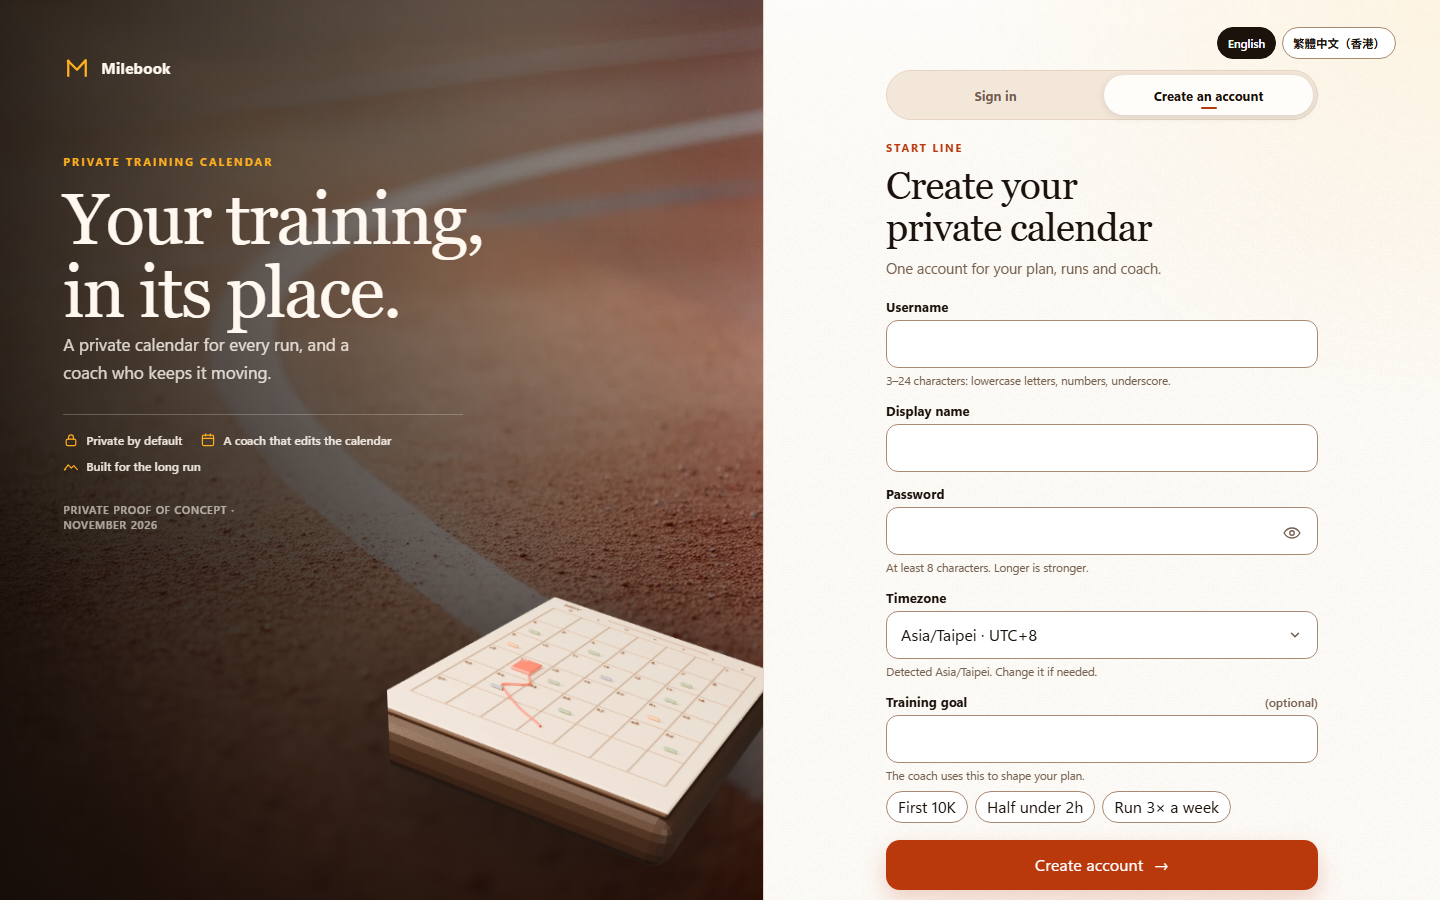 Milebook
PRIVATE TRAINING CALENDAR
Your training,
in its place.
A private calendar for every run, and a
coach who keeps it moving.
Private by default
A coach that edits the calendar
Built for the long run
PRIVATE PROOF OF CONCEPT ·
NOVEMBER 2026
English
繁體中文（香港）
Sign in
Create an account
START LINE
Create your
private calendar
One account for your plan, runs and coach.
Username
3–24 characters: lowercase letters, numbers, underscore.
Display name
Password
At least 8 characters. Longer is stronger.
Timezone
Asia/Taipei · UTC+8
Detected Asia/Taipei. Change it if needed.
Training goal
(optional)
The coach uses this to shape your plan.
First 10K
Half under 2h
Run 3× a week
Create account →